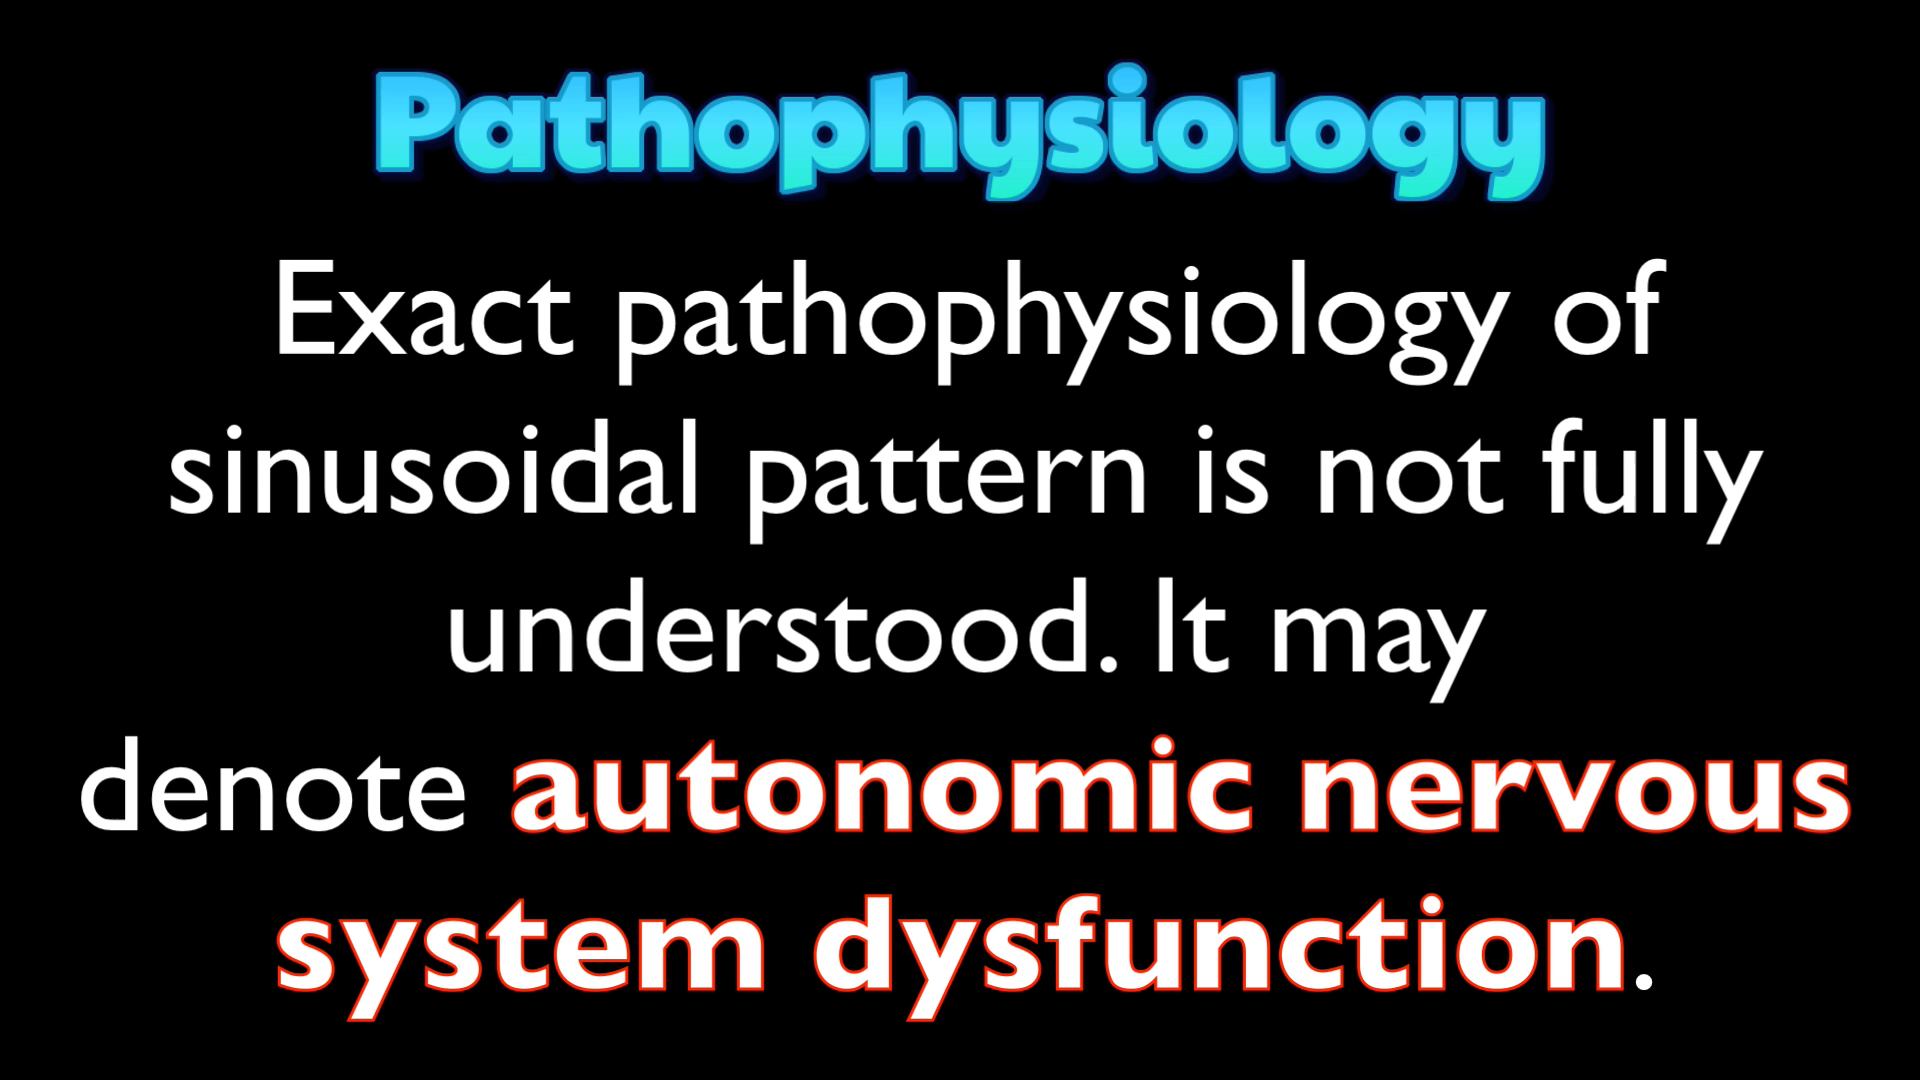 Pathophysiology
Exact pathophysiology of
sinusoidal pattern is not fully
understood. It may
denote autonomic nervous
system dysfunction.